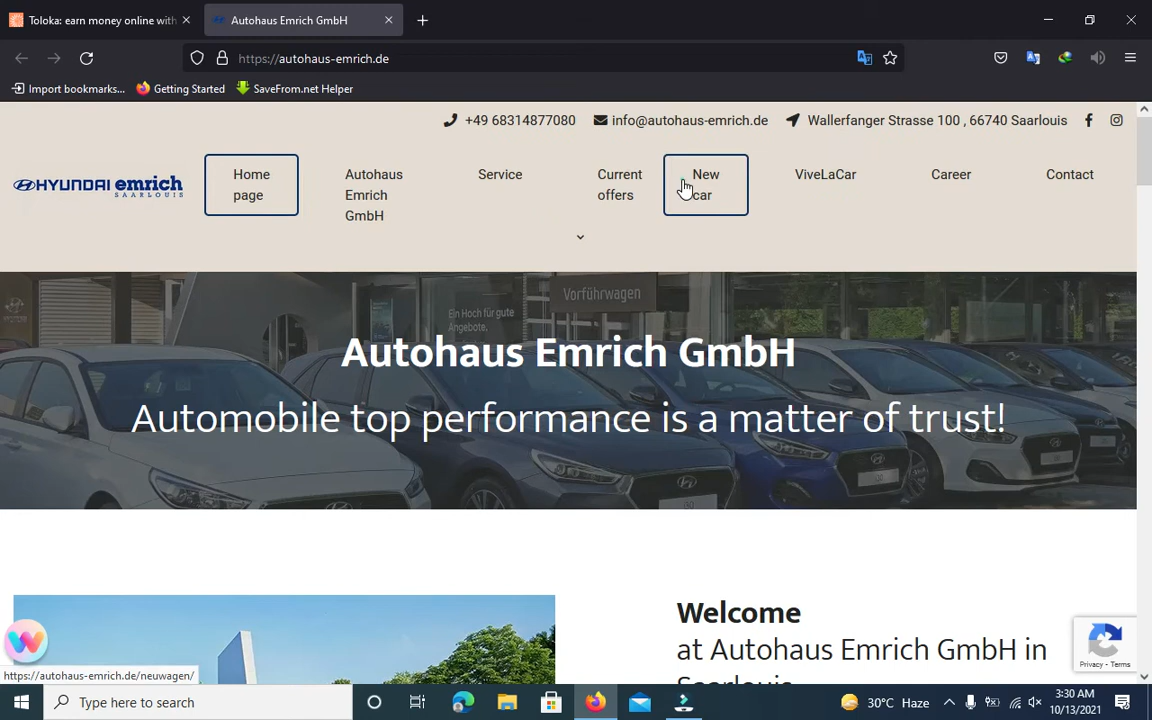 Toloka: earn money online with
Autohaus Emrich GmbH
https://autohaus-emrich.de
Import bookmarks...
Getting Started
SaveFrom.net Helper
+49 68314877080
info@autohaus-emrich.de
Wallerfanger Strasse 100 , 66740 Saarlouis
HYUNDAI emrich
SAARLOUIS
Home
page
Autohaus
Emrich
GmbH
Service
Current
offers
New
car
ViveLaCar
Career
Contact
Vorführwagen
Ein Hoch für gute
Angebote.
Autohaus Emrich GmbH
Automobile top performance is a matter of trust!
Welcome
at Autohaus Emrich GmbH in
Saarlouis
Privacy - Terms
https://autohaus-emrich.de/neuwagen/
Type here to search
30°C Haze
3:30 AM
10/13/2021